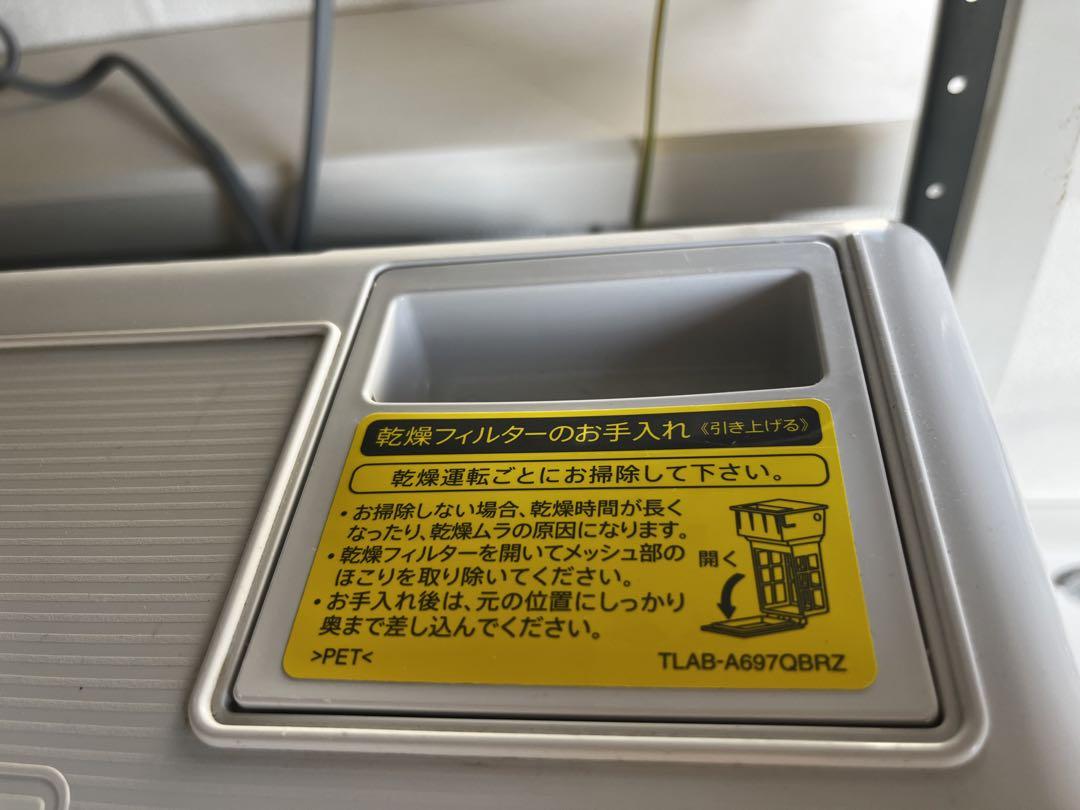 乾燥フィルターのお手入れ《引き上げる》
乾燥運転ごとにお掃除して下さい。
・お掃除しない場合、乾燥時間が長く
なったり、乾燥ムラの原因になります。
・乾燥フィルターを開いてメッシュ部の
ほこりを取り除いてください。
・お手入れ後は、元の位置にしっかり
奥まで差し込んでください。
開く
>PET<
TLAB-A697QBRZ